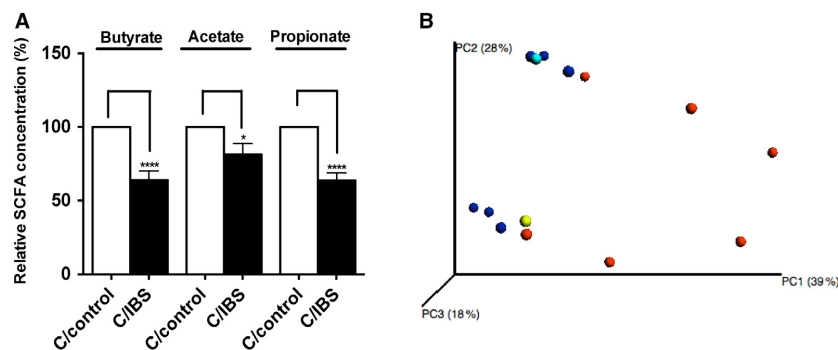 A
Butyrate Acetate Propionate
Relative SCFA concentration (%)
150
100
50
0
**** * ****
C/control C/IBS C/control C/IBS C/control C/IBS
B
PC2 (28%)
PC1 (39%)
PC3 (18%)